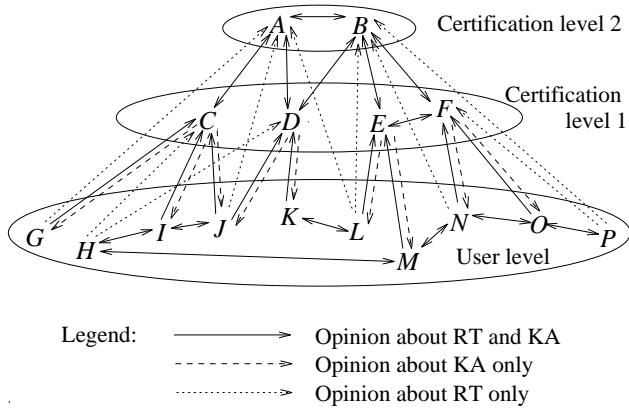 A B Certification level 2
Certification
level 1
C D E F
G H I J K L M N O P
User level
Legend:
Opinion about RT and KA
Opinion about KA only
Opinion about RT only